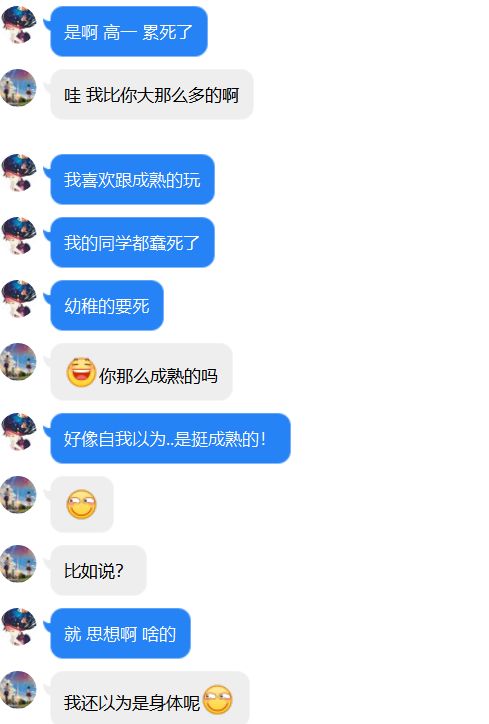 是啊 高一 累死了
哇 我比你大那么多的啊
我喜欢跟成熟的玩
我的同学都蠢死了
幼稚的要死
你那么成熟的吗
好像自我以为..是挺成熟的！
比如说？
就 思想啊 啥的
我还以为是身体呢